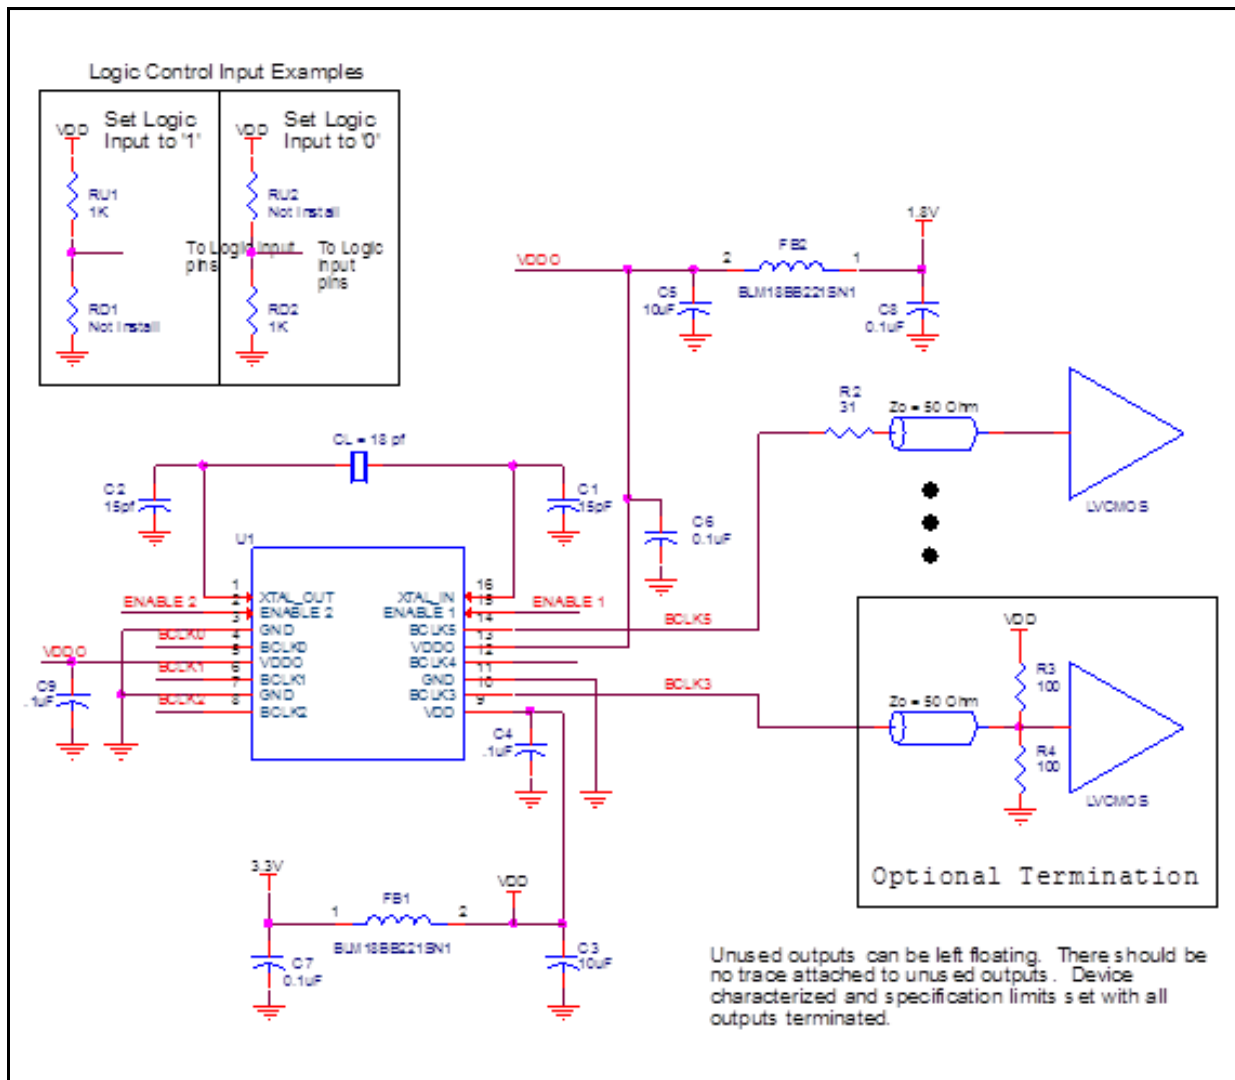 Logic Control Input Examples
Set Logic
Input to '1'
Set Logic
Input to '0'
VDD
VDD
RU1
1K
RU2
Not Install
To Logic Input
pins
To Logic
Input
pins
RD1
Not Install
RD2
1K
1.8V
VDDO
2
FB2
1
BLM18BB221SN1
C5
10uF
C8
0.1uF
R2
31
Zo = 50 Ohm
LVCMOS
CL = 18 pf
C2
15pf
C1
15pF
C6
0.1uF
U1
1
XTAL_OUT
XTAL_IN
16
ENABLE 2
2
ENABLE 2
ENABLE 1
15
ENABLE 1
3
GND
BCLK5
14
BCLK5
BCLK0
4
BCLK0
VDDO
13
VDDO
5
VDDO
BCLK4
12
BCLK1
6
BCLK1
GND
11
7
GND
BCLK3
10
BCLK3
BCLK2
8
BCLK2
VDD
9
C9
.1uF
C4
.1uF
VDD
R3
100
Zo = 50 Ohm
R4
100
LVCMOS
Optional Termination
3.3V
VDD
1
FB1
2
BLM18BB221SN1
C7
0.1uF
C3
10uF
Unused outputs can be left floating. There should be
no trace attached to unused outputs. Device
characterized and specification limits set with all
outputs terminated.